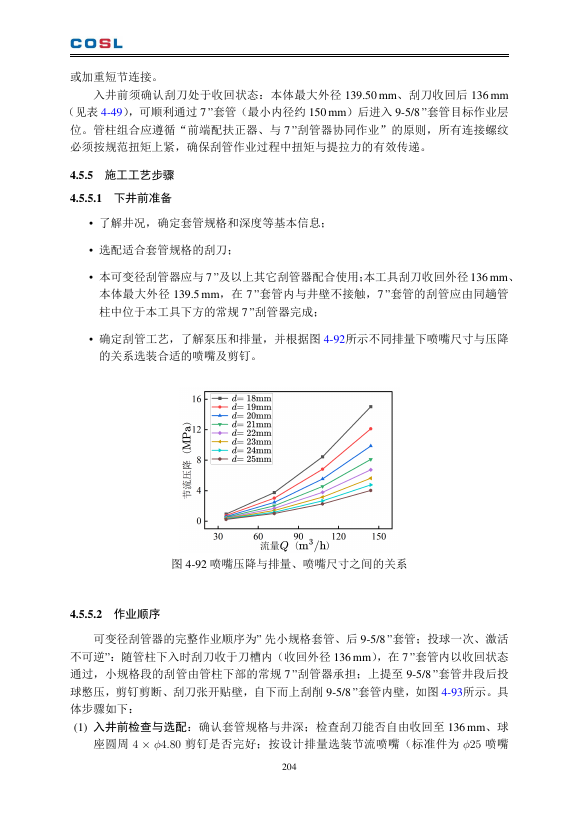 COSL
或加重短节连接。
入井前须确认刮刀处于收回状态：本体最大外径 139.50 mm、刮刀收回后 136 mm
（见表 4-49），可顺利通过 7 ”套管（最小内径约 150 mm）后进入 9-5/8 ”套管目标作业层
位。管柱组合应遵循“前端配扶正器、与 7 ”刮管器协同作业”的原则，所有连接螺纹
必须按规范扭矩上紧，确保刮管作业过程中扭矩与提拉力的有效传递。
4.5.5 施工工艺步骤
4.5.5.1 下井前准备
• 了解井况，确定套管规格和深度等基本信息；
• 选配适合套管规格的刮刀；
• 本可变径刮管器应与 7 ”及以上其它刮管器配合使用；本工具刮刀收回外径 136 mm、
本体最大外径 139.5 mm，在 7 ”套管内与井壁不接触，7 ”套管的刮管应由同趟管
柱中位于本工具下方的常规 7 ”刮管器完成；
• 确定刮管工艺，了解泵压和排量，并根据图 4-92所示不同排量下喷嘴尺寸与压降
的关系选装合适的喷嘴及剪钉。
d= 18mm
d= 19mm
d= 20mm
d= 21mm
d= 22mm
d= 23mm
d= 24mm
d= 25mm
16
12
8
4
0
节流压降（MPa）
30 60 90 120 150
流量Q（m³/h）
图 4-92 喷嘴压降与排量、喷嘴尺寸之间的关系
4.5.5.2 作业顺序
可变径刮管器的完整作业顺序为” 先小规格套管、后 9-5/8 ”套管；投球一次、激活
不可逆”：随管柱下入时刮刀收于刀槽内（收回外径 136 mm），在 7 ”套管内以收回状态
通过，小规格段的刮管由管柱下部的常规 7 ”刮管器承担；上提至 9-5/8 ”套管井段后投
球憋压，剪钉剪断、刮刀张开贴壁，自下而上刮削 9-5/8 ”套管内壁，如图 4-93所示。具
体步骤如下：
(1) 入井前检查与选配：确认套管规格与井深；检查刮刀能否自由收回至 136 mm、球
座圆周 4 × ϕ4.80 剪钉是否完好；按设计排量选装节流喷嘴（标准件为 ϕ25 喷嘴
204